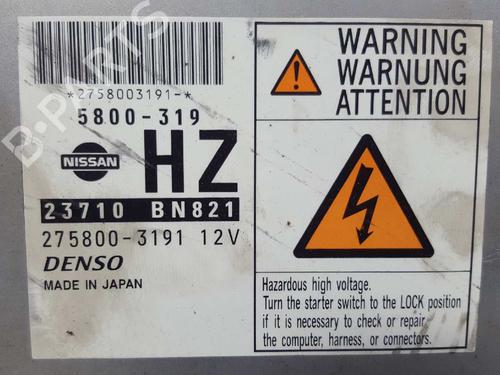 *2758003191-*
5800-319
NISSAN
HZ
23710 BN821
275800-3191 12V
DENSO
MADE IN JAPAN
WARNING
WARNUNG
ATTENTION
Hazardous high voltage.
Turn the starter switch to the LOCK position
if it is necessary to check or repair
the computer, harness, or connectors.
B-PARTS